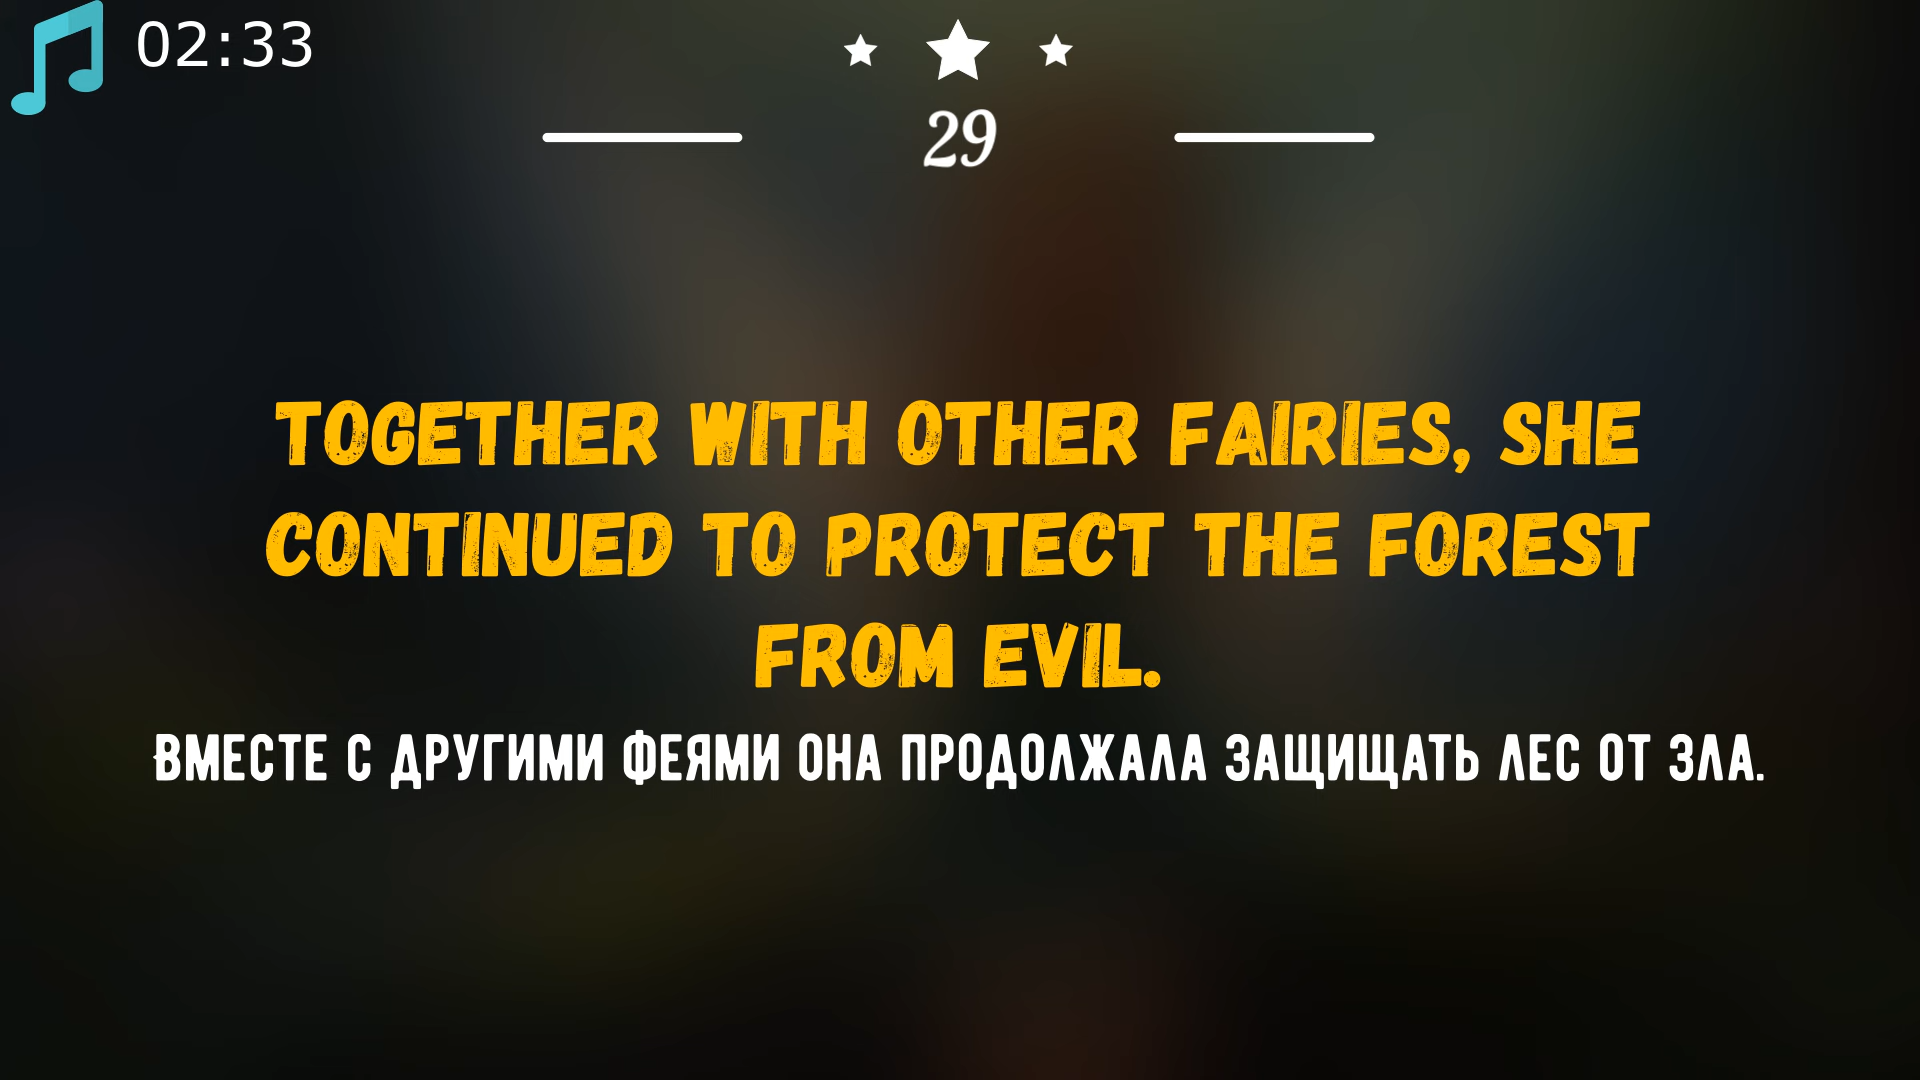 02:33
29
TOGETHER WITH OTHER FAIRIES, SHE
CONTINUED TO PROTECT THE FOREST
FROM EVIL.
ВМЕСТЕ С ДРУГИМИ ФЕЯМИ ОНА ПРОДОЛЖАЛА ЗАЩИЩАТЬ ЛЕС ОТ ЗЛА.